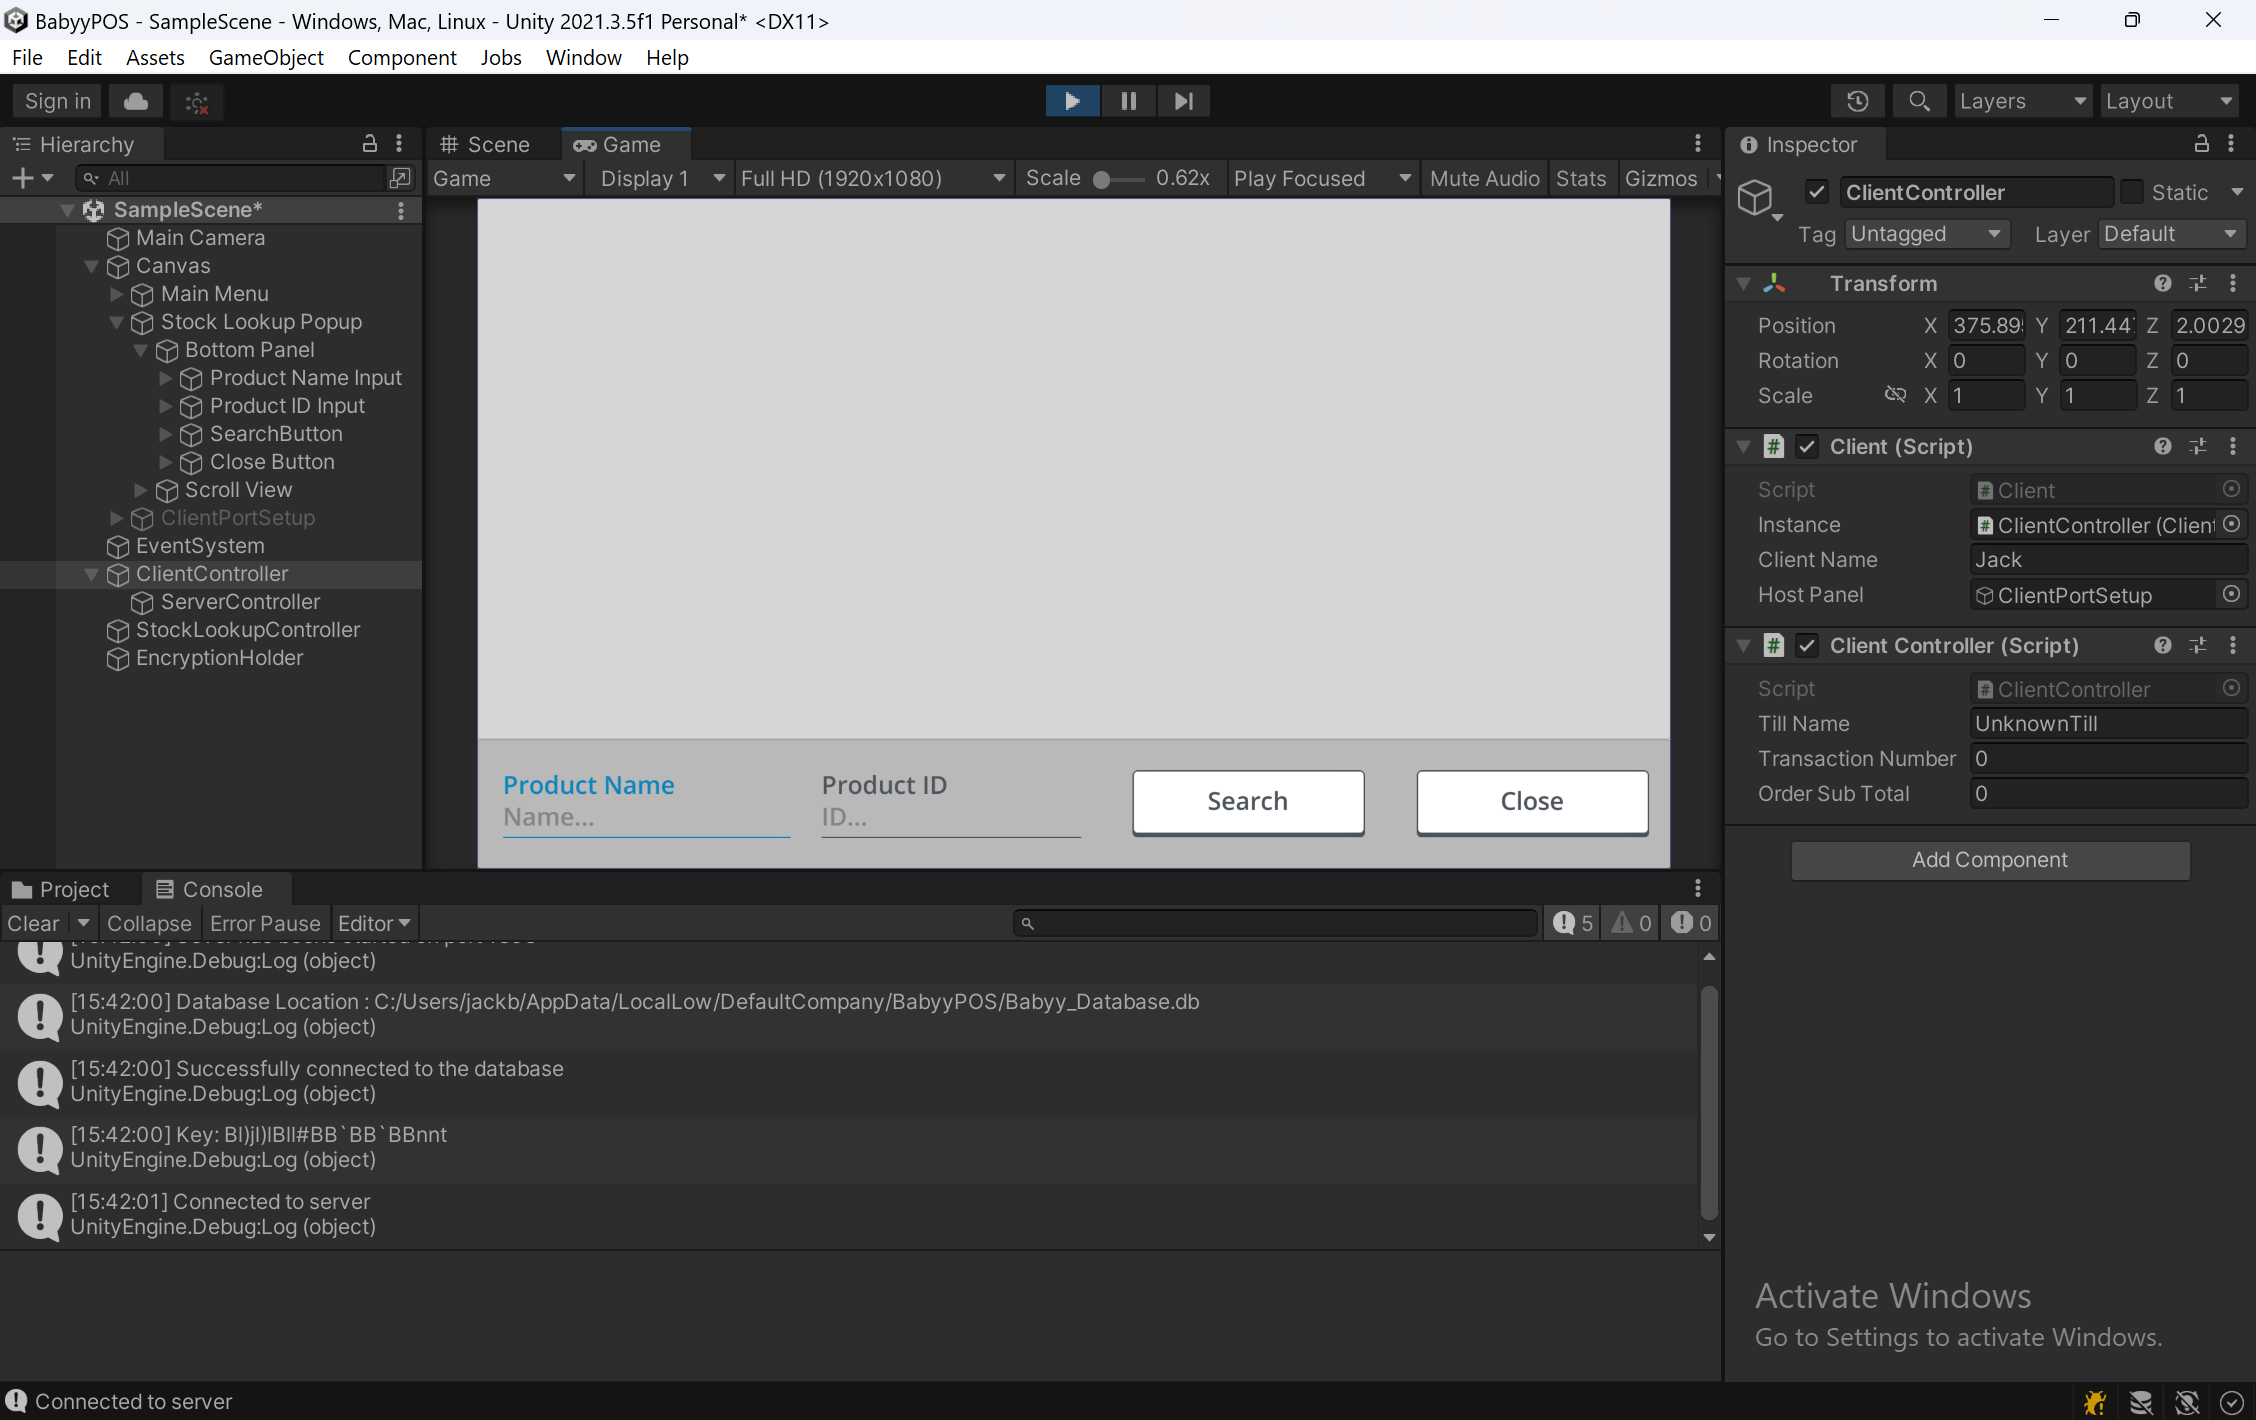 BabyyPOS - SampleScene - Windows, Mac, Linux - Unity 2021.3.5f1 Personal* <DX11>
File Edit Assets GameObject Component Jobs Window Help
Sign in
Layers
Layout
Hierarchy
All
SampleScene*
Main Camera
Canvas
Main Menu
Stock Lookup Popup
Bottom Panel
Product Name Input
Product ID Input
SearchButton
Close Button
Scroll View
ClientPortSetup
EventSystem
ClientController
ServerController
StockLookupController
EncryptionHolder
Scene Game
Game Display 1 Full HD (1920x1080) Scale 0.62x Play Focused Mute Audio Stats Gizmos
Product Name
Name...
Product ID
ID...
Search
Close
Inspector
ClientController Static
Tag Untagged Layer Default
Transform
Position X 375.89 Y 211.44 Z 2.0029
Rotation X 0 Y 0 Z 0
Scale X 1 Y 1 Z 1
Client (Script)
Script Client
Instance ClientController (Client
Client Name Jack
Host Panel ClientPortSetup
Client Controller (Script)
Script ClientController
Till Name UnknownTill
Transaction Number 0
Order Sub Total 0
Add Component
Project Console
Clear Collapse Error Pause Editor 5 0 0
UnityEngine.Debug:Log (object)
[15:42:00] Database Location : C:/Users/jackb/AppData/LocalLow/DefaultCompany/BabyyPOS/Babyy_Database.db
UnityEngine.Debug:Log (object)
[15:42:00] Successfully connected to the database
UnityEngine.Debug:Log (object)
[15:42:00] Key: Bl)jl)lBll#BB`BB`BBnnt
UnityEngine.Debug:Log (object)
[15:42:01] Connected to server
UnityEngine.Debug:Log (object)
Activate Windows
Go to Settings to activate Windows.
Connected to server